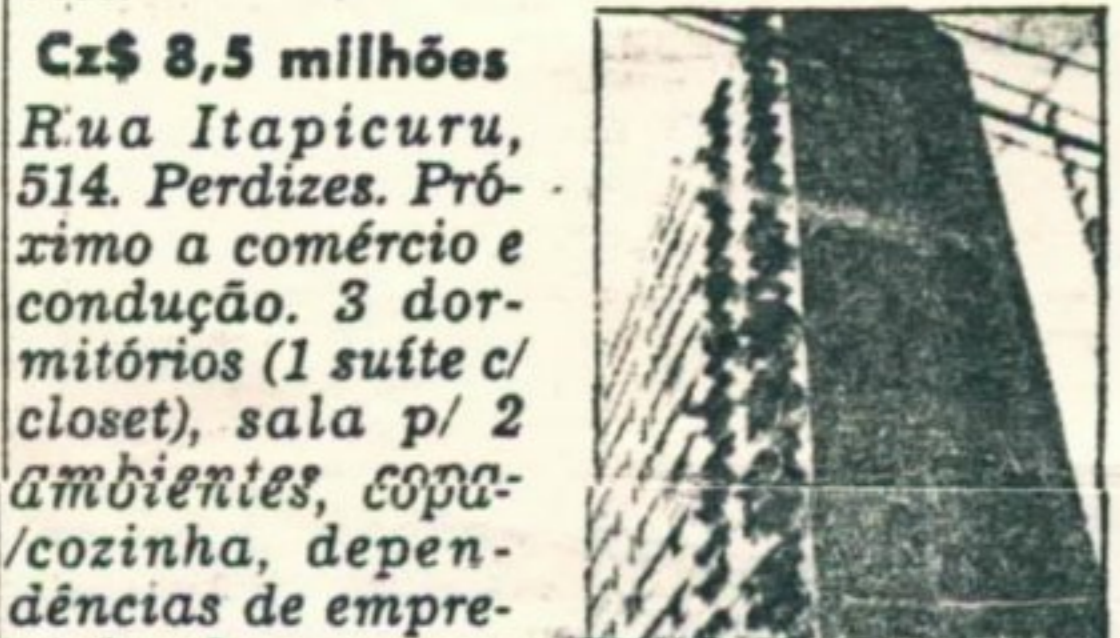 Cz$ 8,5 milhões
Rua Itapicuru,
514. Perdizes. Pró-
ximo a comércio e
condução. 3 dor-
mitórios (1 suíte c/
closet), sala p/ 2
ambientes, copa-
/cozinha, depen-
dências de empre-